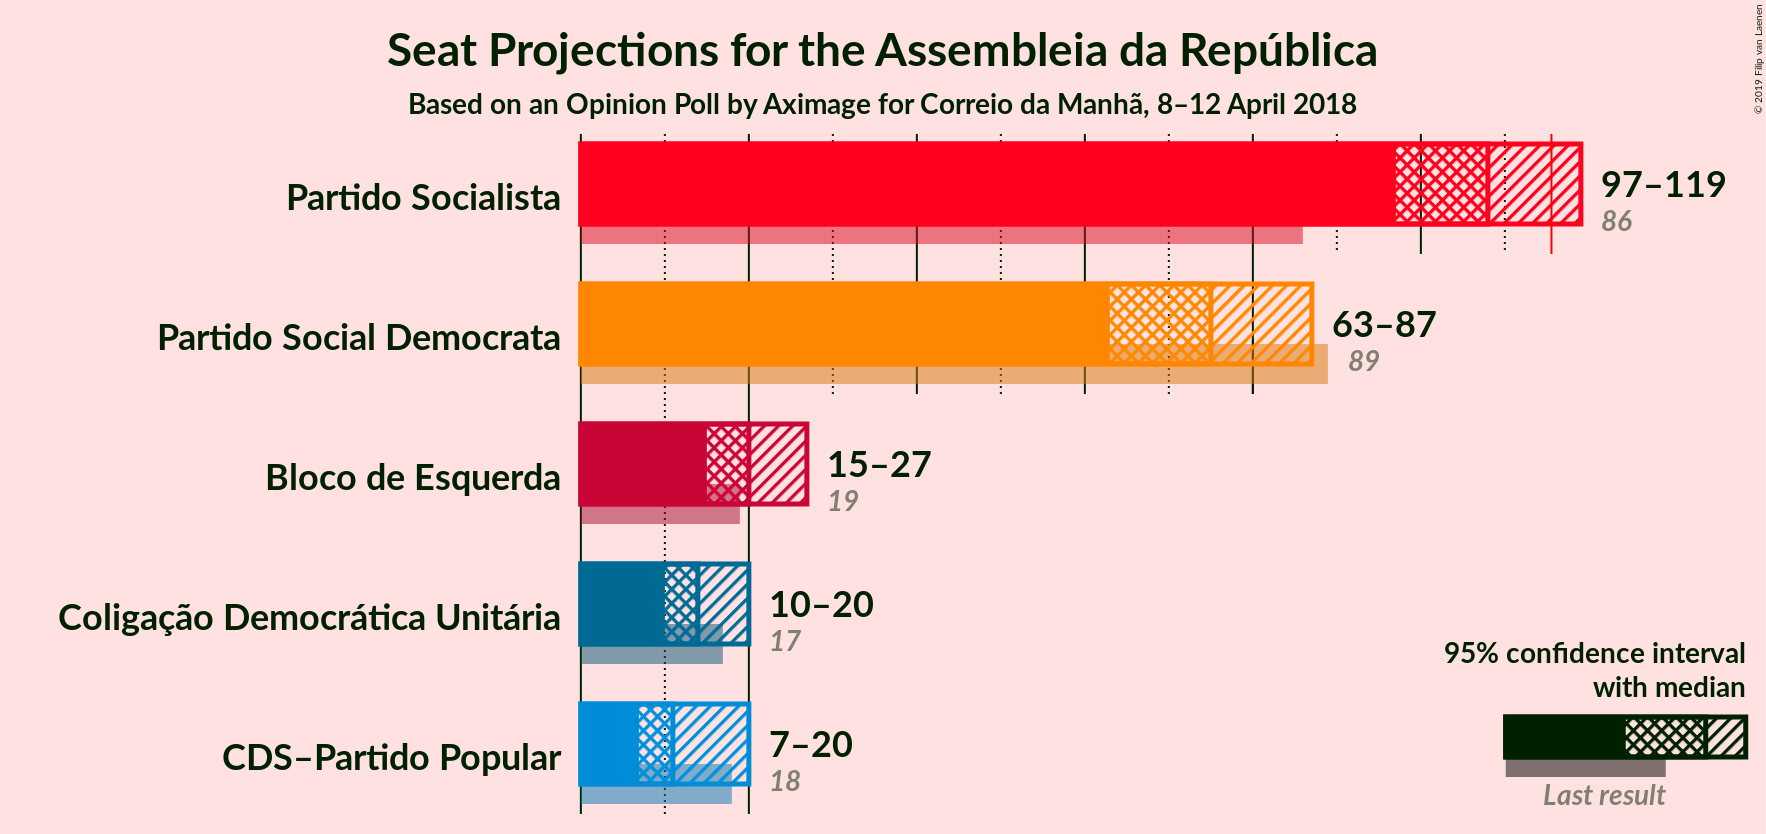 Seat Projections for the Assembleia da República
Based on an Opinion Poll by Aximage for Correio da Manhã, 8–12 April 2018
© 2019 Filip van Laenen
Partido Socialista
97–119
86
Partido Social Democrata
63–87
89
Bloco de Esquerda
15–27
19
Coligação Democrática Unitária
10–20
17
CDS–Partido Popular
7–20
18
95% confidence interval
with median
Last result